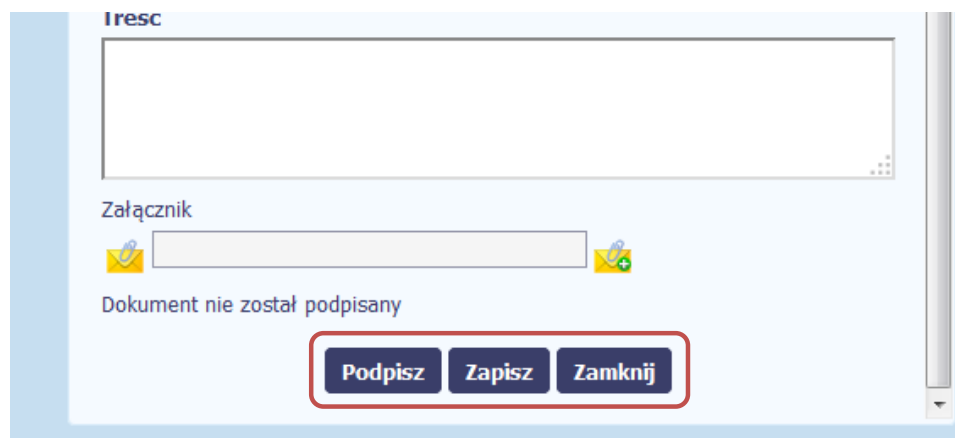 Treść
Załącznik
Dokument nie został podpisany
Podpisz Zapisz Zamknij